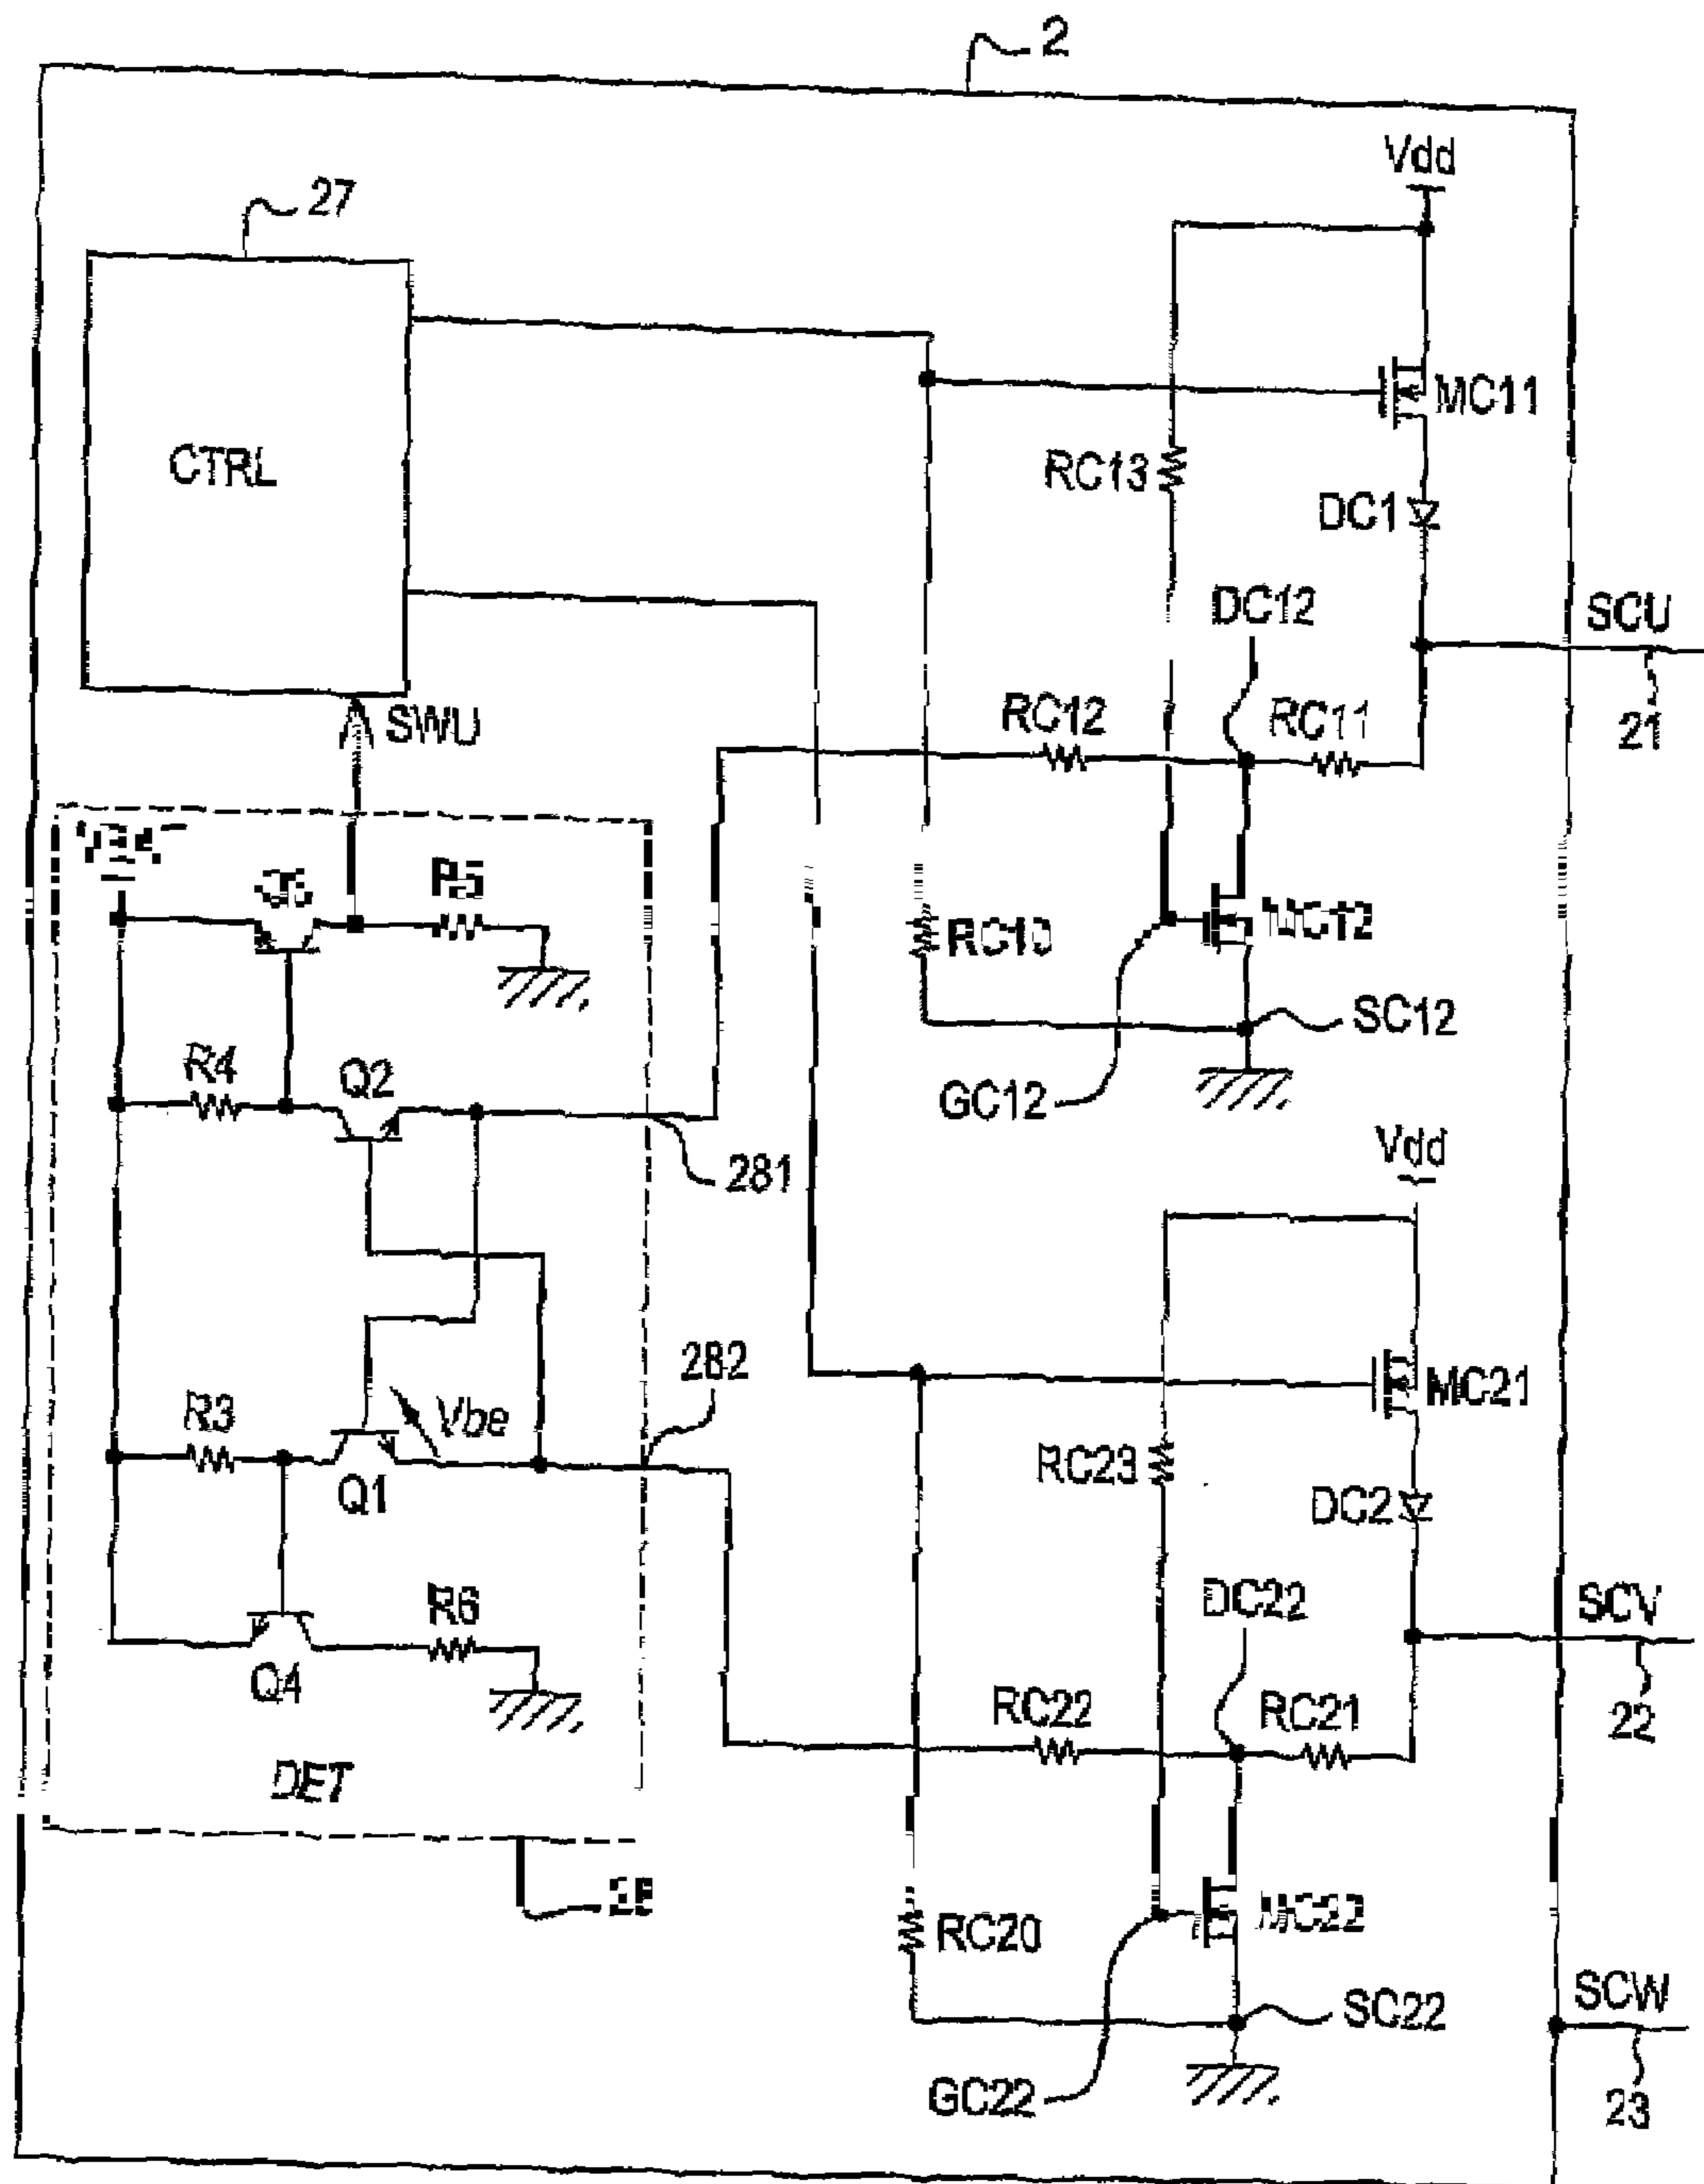 2
Vdd
27
MC11
CTRL
RC13
DC1
DC12
SCU
RC12
RC11
21
SWU
R5
RC10
MC12
SC12
R4
Q2
GC12
281
Vdd
282
R3
Vbe
MC21
RC23
Q1
DC2
R6
DC22
SCV
Q4
RC22
RC21
22
DET
RC20
MC22
SCW
SC22
GC22
23